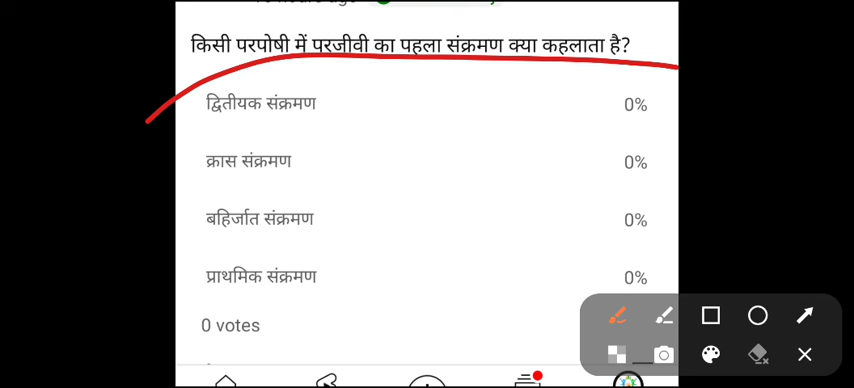 किसी परपोषी में परजीवी का पहला संक्रमण क्या कहलाता है?
द्वितीयक संक्रमण 0%
क्रास संक्रमण 0%
बहिर्जात संक्रमण 0%
प्राथमिक संक्रमण 0%
0 votes